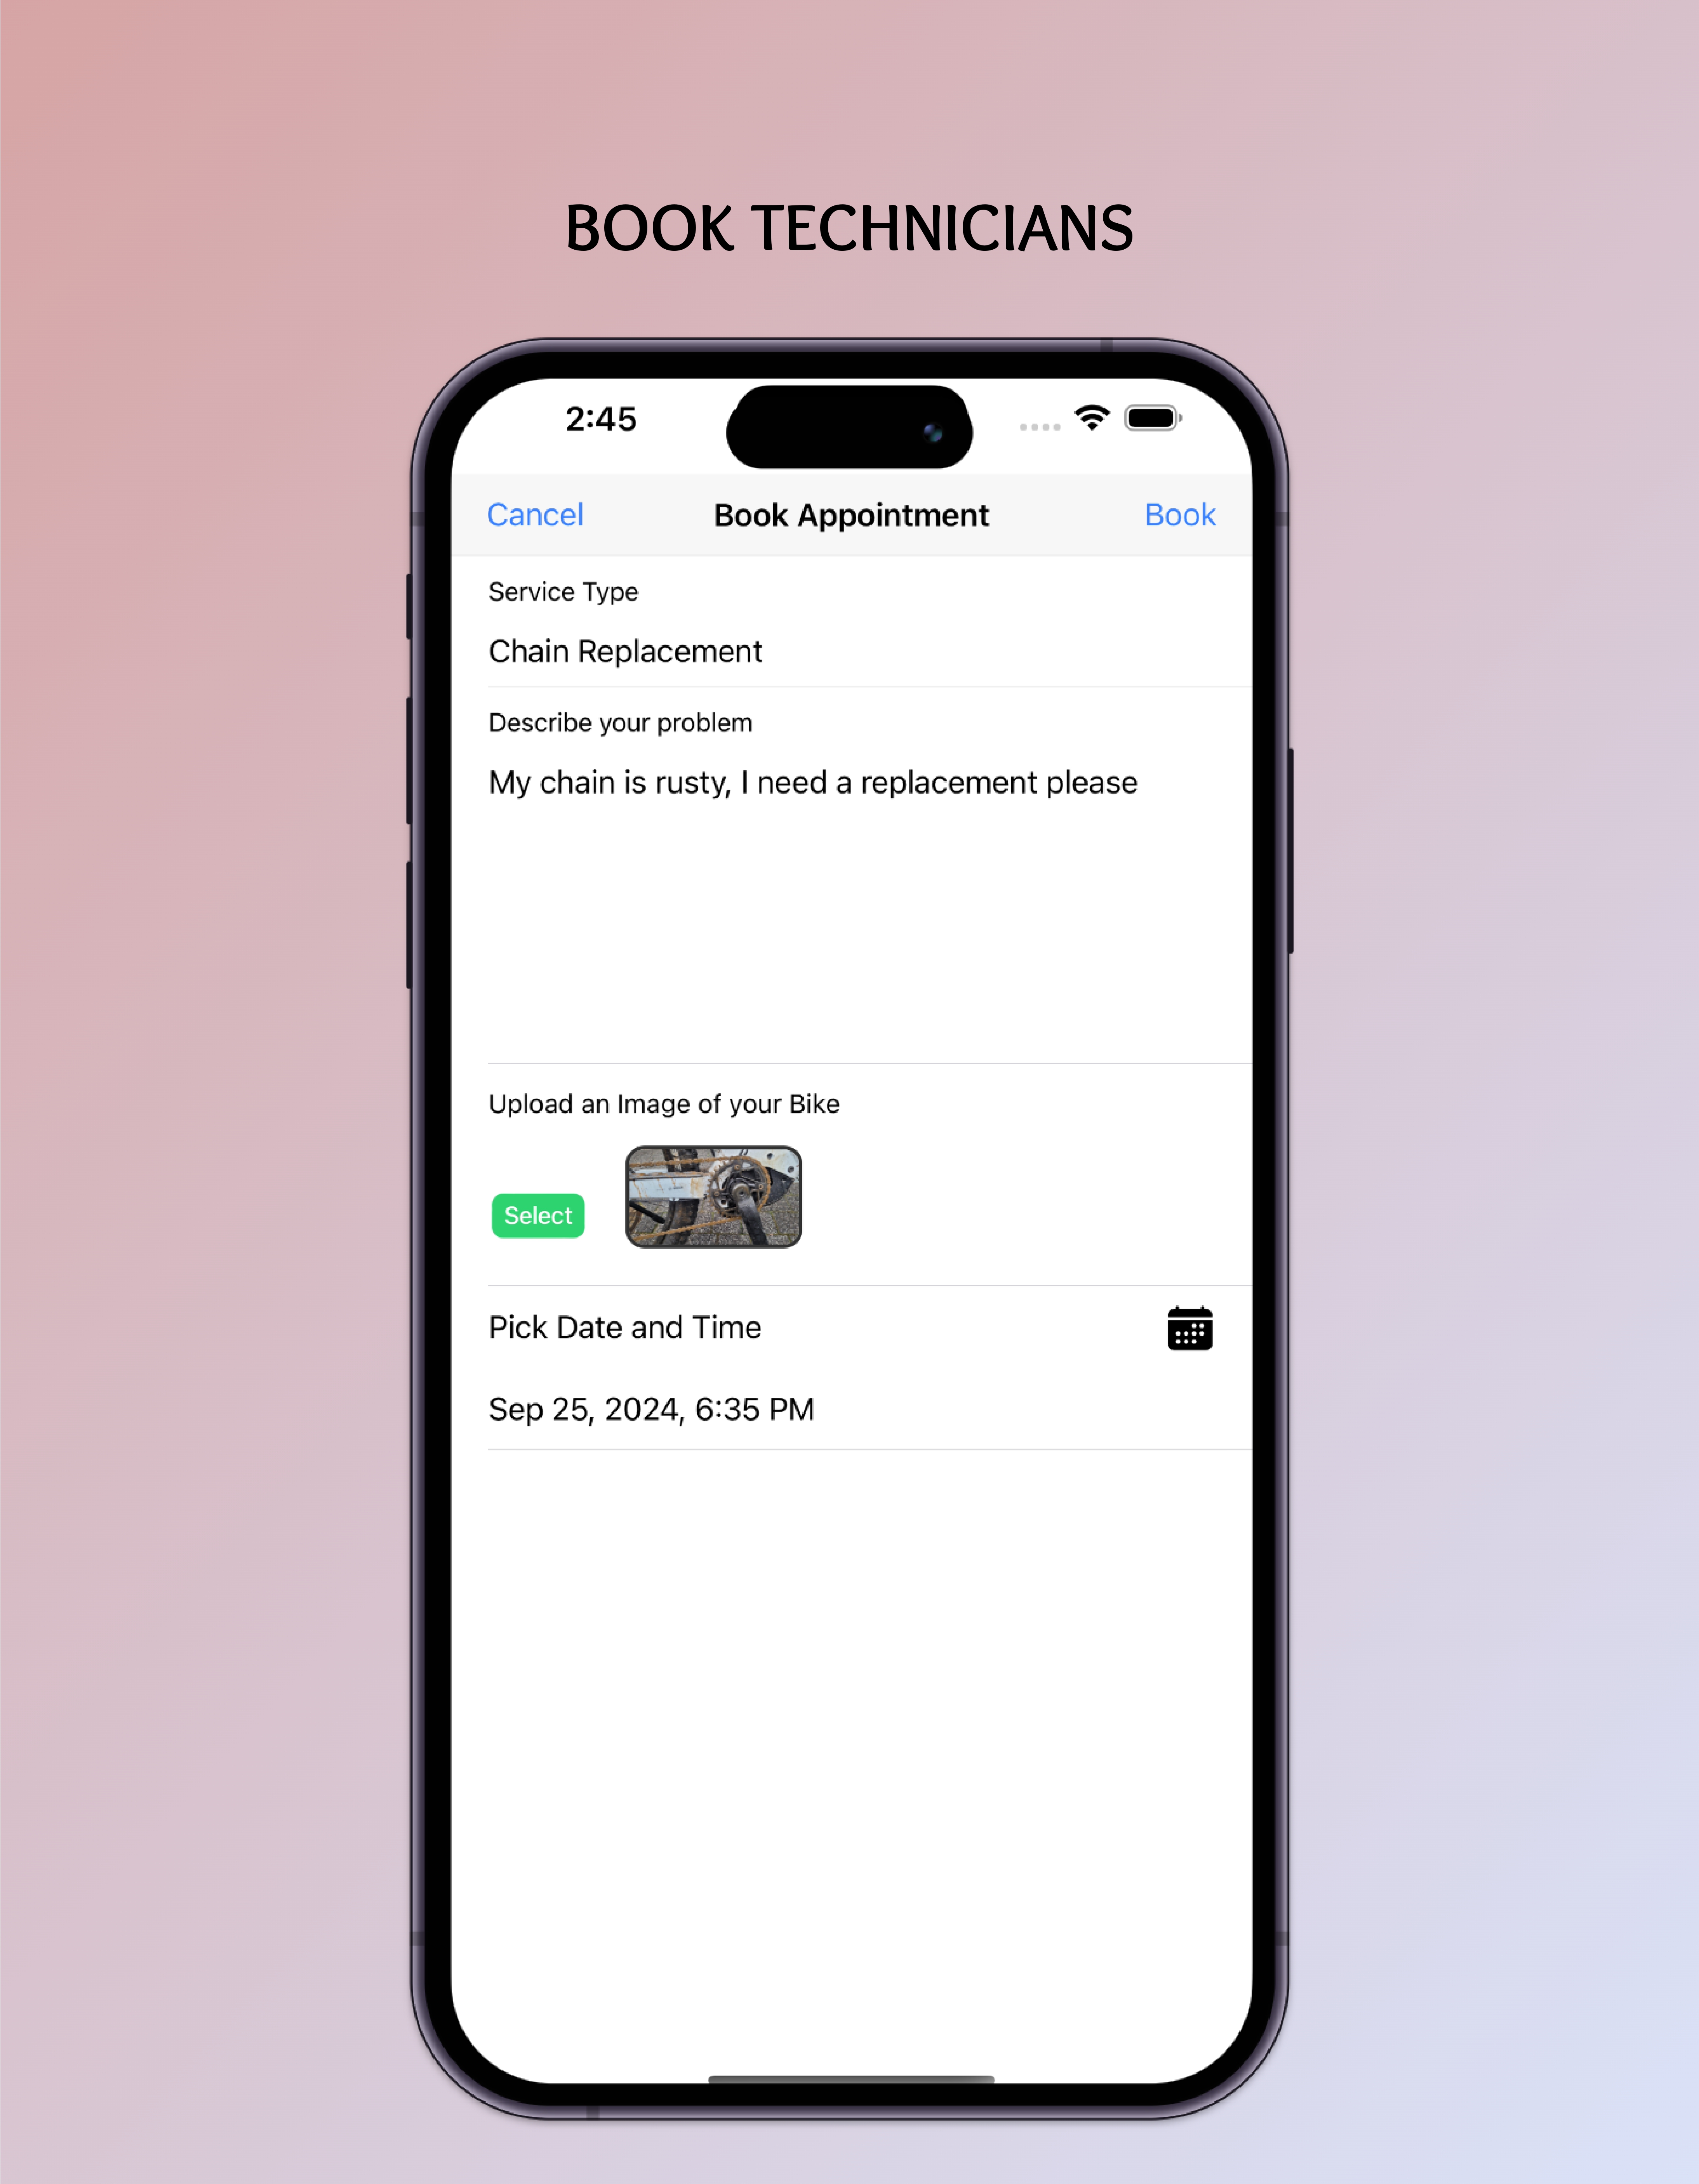 BOOK TECHNICIANS
2:45
Cancel Book Appointment Book
Service Type
Chain Replacement
Describe your problem
My chain is rusty, I need a replacement please
Upload an Image of your Bike
Select
Pick Date and Time
Sep 25, 2024, 6:35 PM